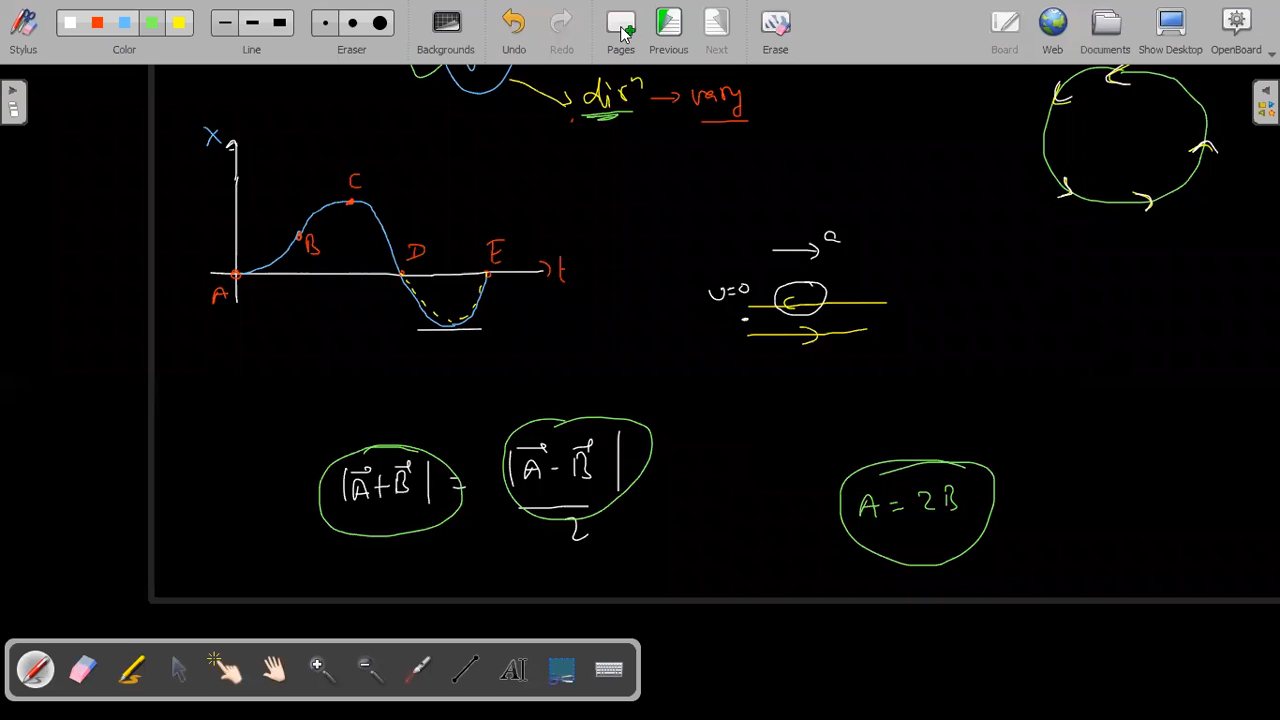 Stylus Color Line Eraser Backgrounds Undo Redo Pages Previous Next Erase Board Web Documents Show Desktop OpenBoard
dirⁿ → vary
X
C
B
D
E
t
A
a
v=0
|A⃗+B⃗| = |A⃗-B⃗|
2
A = 2B
AI